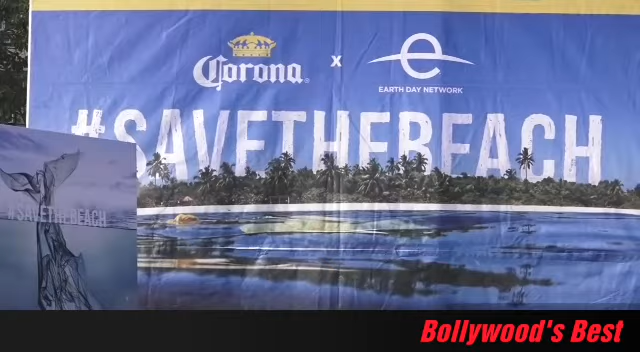 Corona
x
e
EARTH DAY NETWORK
#SAVETHEBEACH
#SAVETHEBEACH
Bollywood's Best